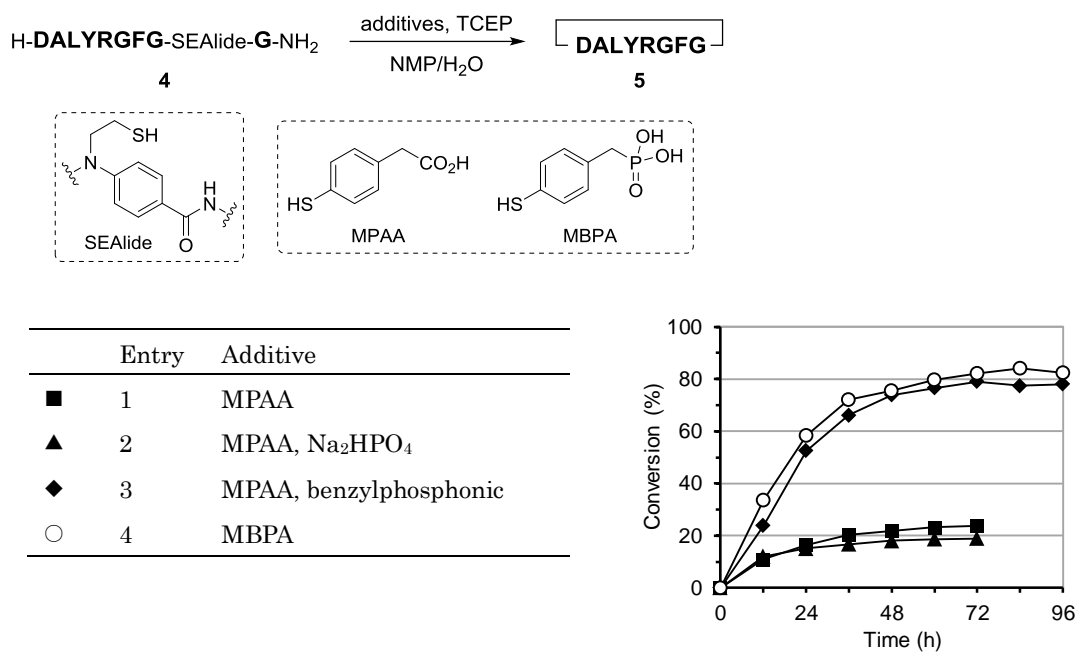 H-DALYRGFG-SEAlide-G-NH₂
4
additives, TCEP
NMP/H₂O
DALYRGFG
5
SH
N
H
N
O
SEAlide
CO₂H
HS
MPAA
OH
P
OH
O
HS
MBPA
Entry Additive
■ 1 MPAA
▲ 2 MPAA, Na₂HPO₄
◆ 3 MPAA, benzylphosphonic
○ 4 MBPA
Conversion (%)
100
80
60
40
20
0
0 24 48 72 96
Time (h)